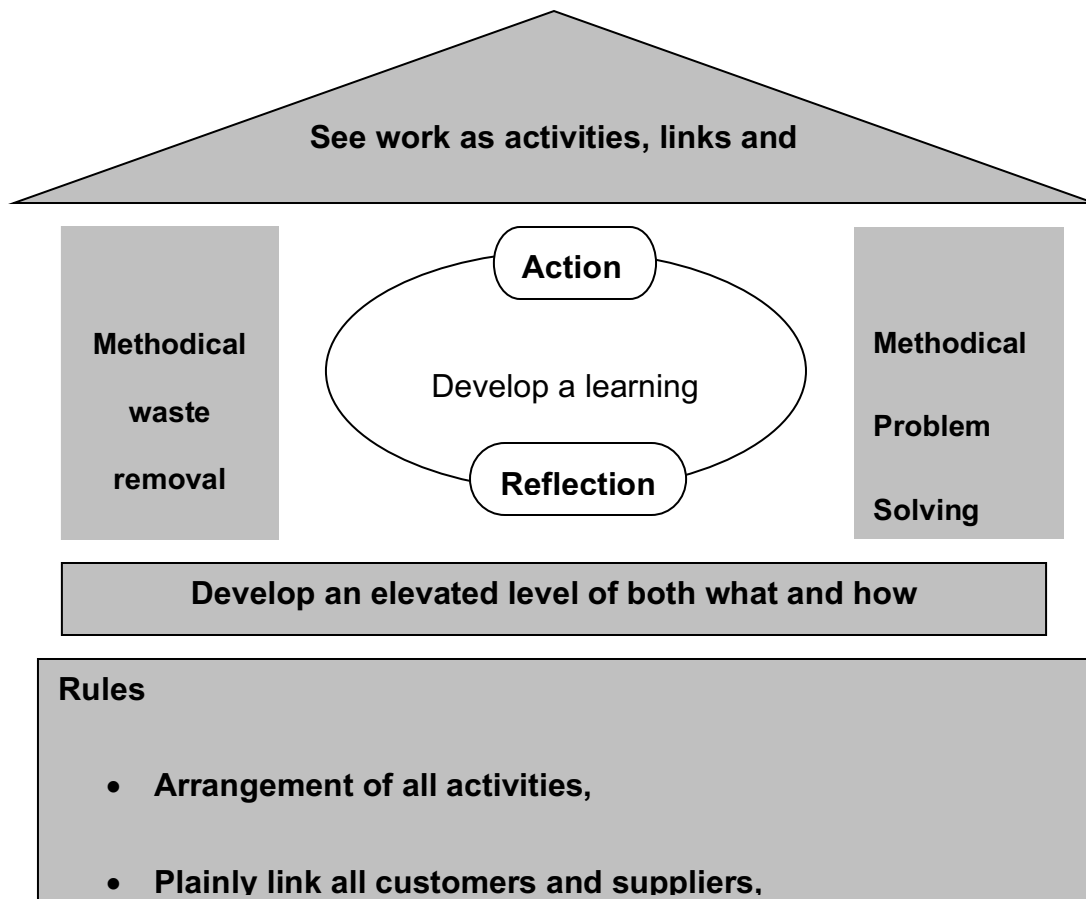 See work as activities, links and
Action
Methodical
waste
removal
Develop a learning
Reflection
Methodical
Problem
Solving
Develop an elevated level of both what and how
Rules
• Arrangement of all activities,
• Plainly link all customers and suppliers,